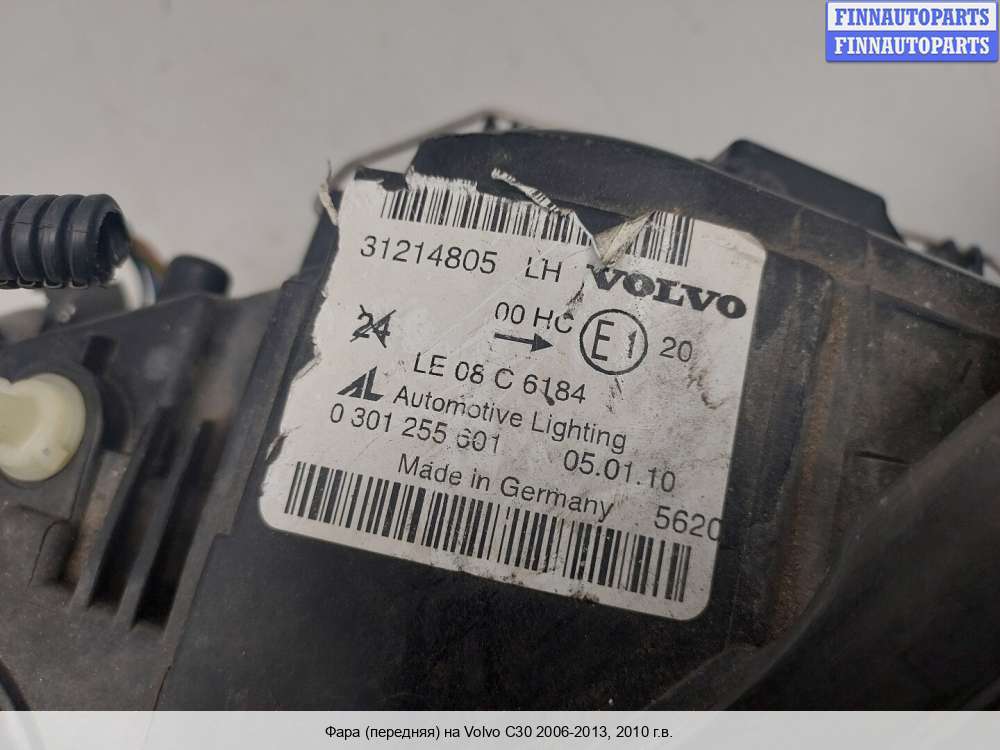 FINNAUTOPARTS
FINNAUTOPARTS
31214805 LH VOLVO
24 00 HC E1 20
LE 08 C 6184
AL Automotive Lighting
0 301 255 601 05.01.10
Made in Germany 5620
Фара (передняя) на Volvo C30 2006-2013, 2010 г.в.